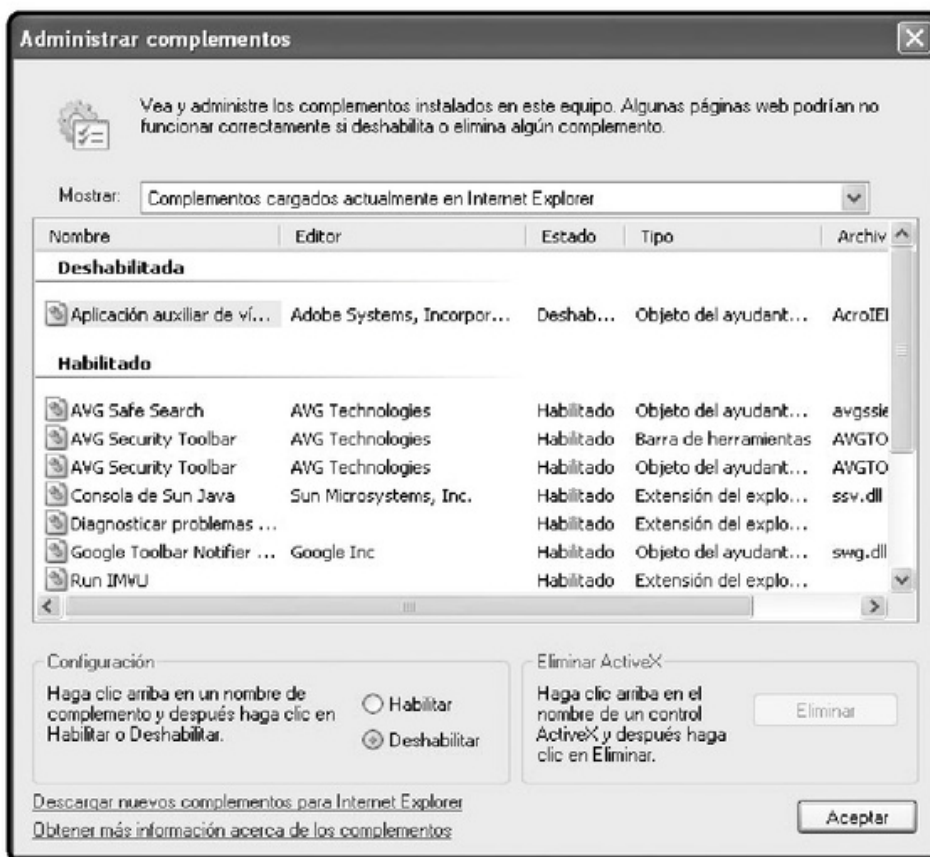 Administrar complementos
Vea y administre los complementos instalados en este equipo. Algunas páginas web podrían no
funcionar correctamente si deshabilita o elimina algún complemento.
Mostrar: Complementos cargados actualmente en Internet Explorer
Nombre Editor Estado Tipo Archiv
Deshabilitada
Aplicación auxiliar de ví... Adobe Systems, Incorpor... Deshab... Objeto del ayudant... AcroIEI
Habilitado
AVG Safe Search AVG Technologies Habilitado Objeto del ayudant... avgssie
AVG Security Toolbar AVG Technologies Habilitado Barra de herramientas AVGTO
AVG Security Toolbar AVG Technologies Habilitado Objeto del ayudant... AVGTO
Consola de Sun Java Sun Microsystems, Inc. Habilitado Extensión del explo... ssv.dll
Diagnosticar problemas ... Habilitado Extensión del explo...
Google Toolbar Notifier ... Google Inc Habilitado Objeto del ayudant... swg.dll
Run IMVU Habilitado Extensión del explo...
Configuración
Haga clic arriba en un nombre de
complemento y después haga clic en
Habilitar o Deshabilitar.
Habilitar
Deshabilitar
Eliminar ActiveX
Haga clic arriba en el
nombre de un control
ActiveX y después haga
clic en Eliminar.
Eliminar
Descargar nuevos complementos para Internet Explorer
Obtener más información acerca de los complementos
Aceptar